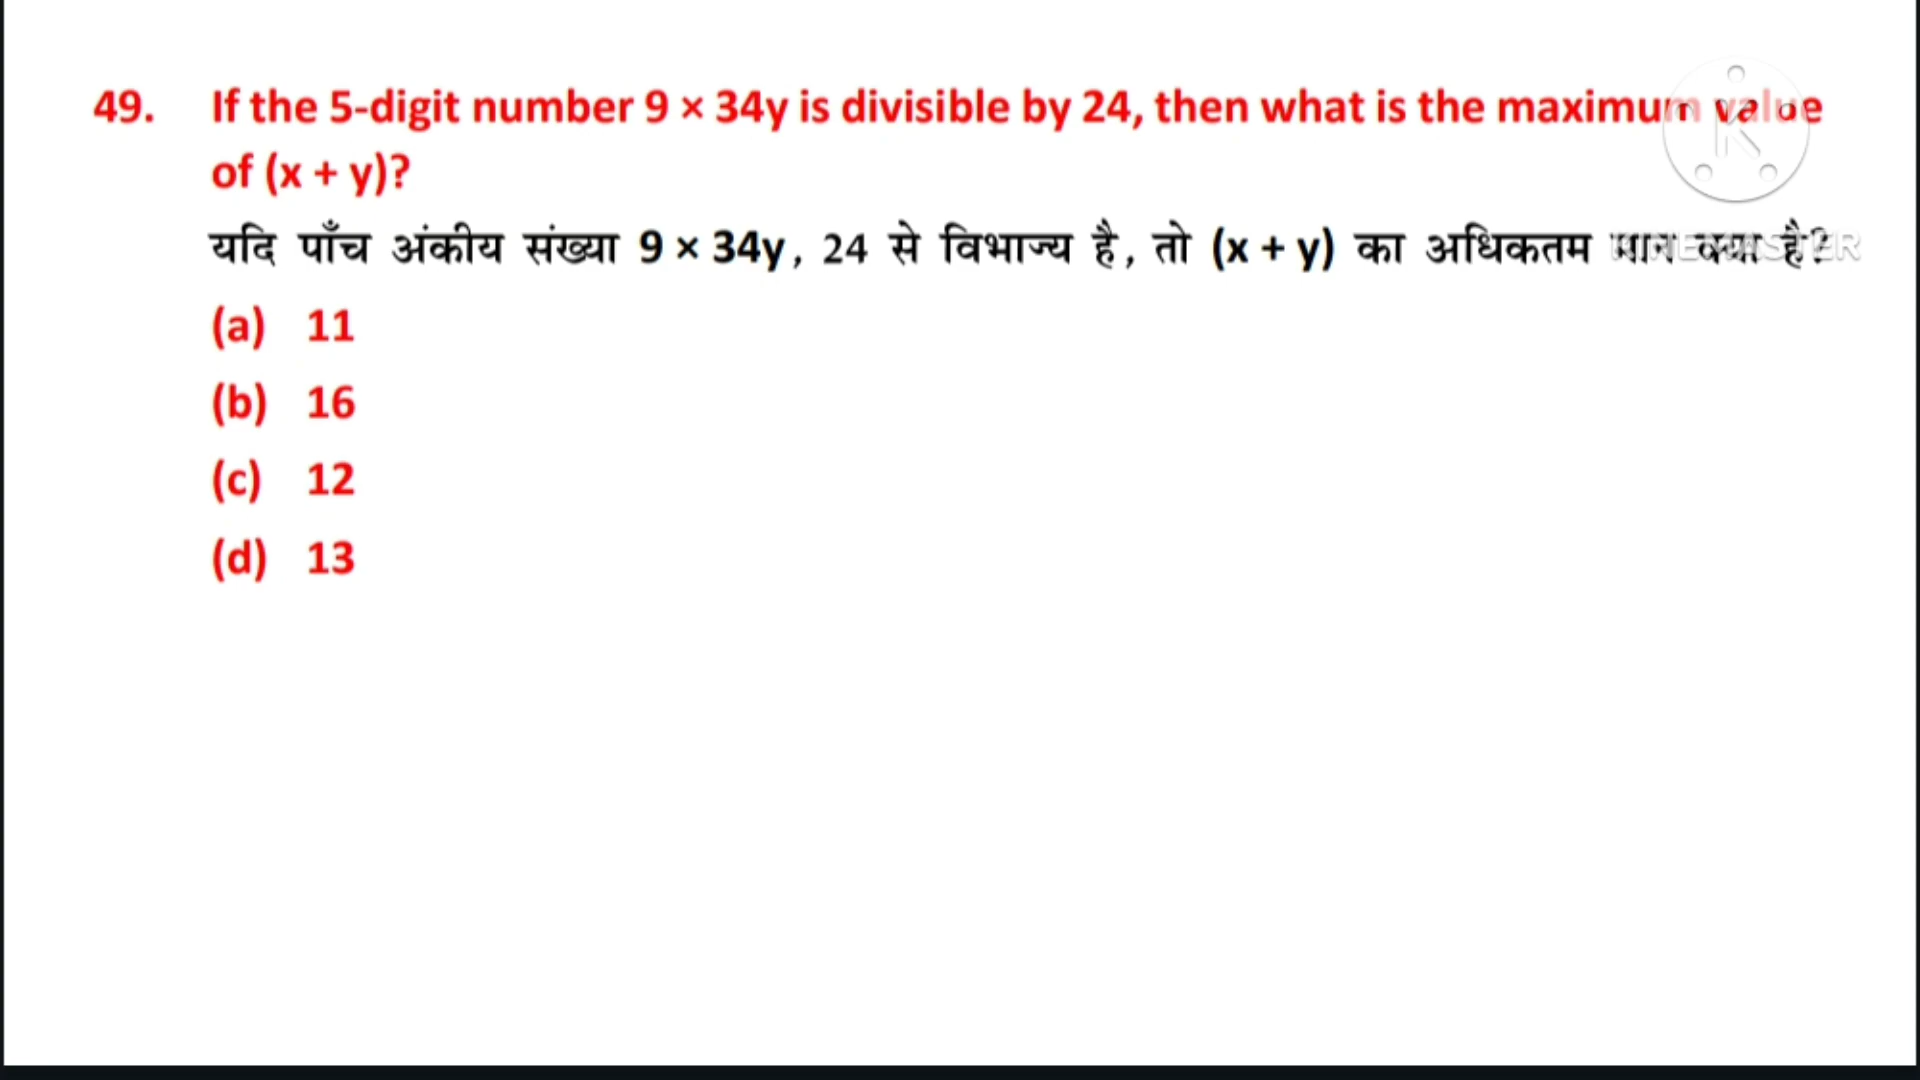 49. If the 5-digit number 9 × 34y is divisible by 24, then what is the maximum value
of (x + y)?
यदि पाँच अंकीय संख्या 9 × 34y, 24 से विभाज्य है, तो (x + y) का अधिकतम मान क्या है?
KINEMASTER
(a) 11
(b) 16
(c) 12
(d) 13